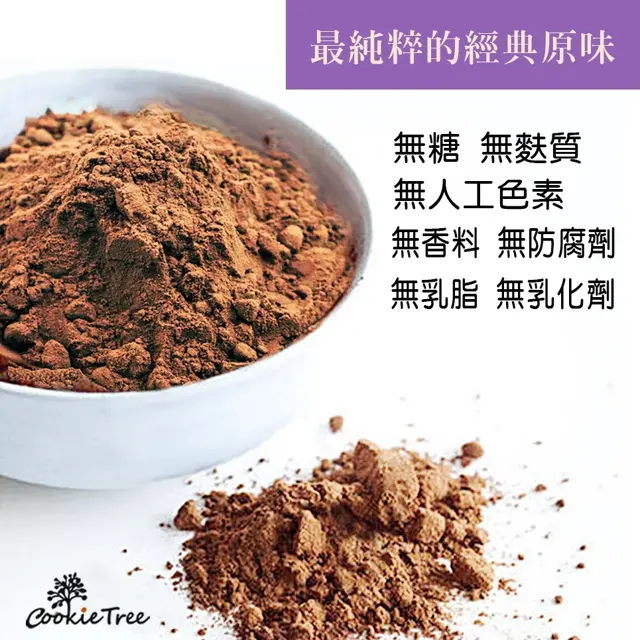 最純粹的經典原味
無糖 無麩質
無人工色素
無香料 無防腐劑
無乳脂 無乳化劑
CookieTree